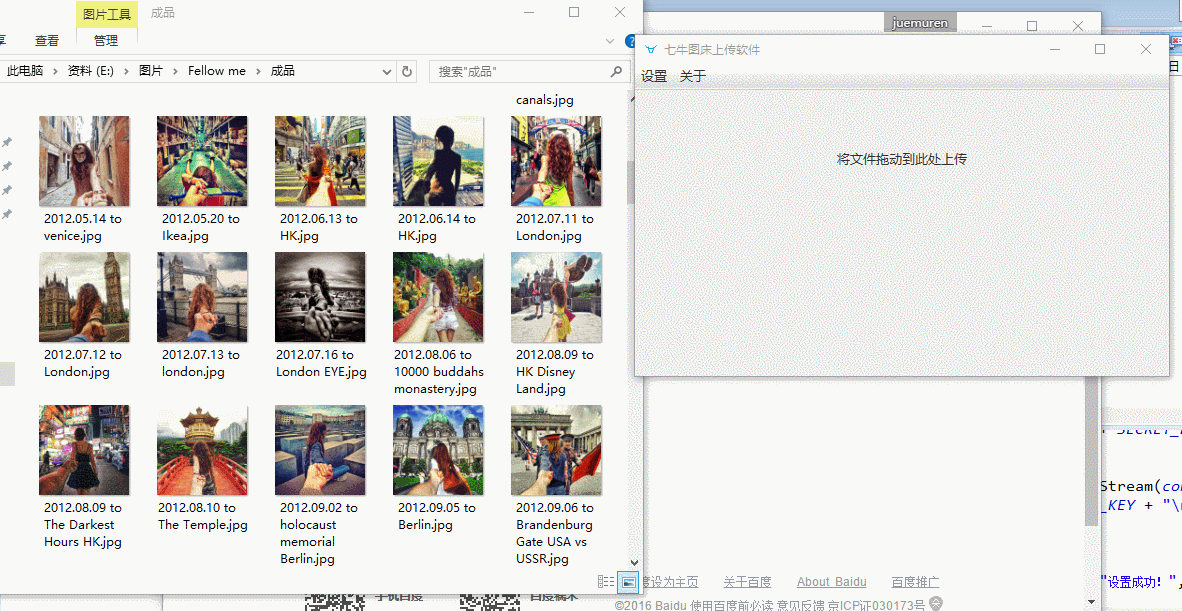 图片工具
成品
查看
管理
此电脑 > 资料 (E:) > 图片 > Fellow me > 成品
搜索"成品"
canals.jpg
2012.05.14 to
venice.jpg
2012.05.20 to
Ikea.jpg
2012.06.13 to
HK.jpg
2012.06.14 to
HK.jpg
2012.07.11 to
London.jpg
2012.07.12 to
London.jpg
2012.07.13 to
london.jpg
2012.07.16 to
London EYE.jpg
2012.08.06 to
10000 buddahs
monastery.jpg
2012.08.09 to
HK Disney
Land.jpg
2012.08.09 to
The Darkest
Hours HK.jpg
2012.08.10 to
The Temple.jpg
2012.09.02 to
holocaust
memorial
Berlin.jpg
2012.09.05 to
Berlin.jpg
2012.09.06 to
Brandenburg
Gate USA vs
USSR.jpg
juemuren
七牛图床上传软件
设置 关于
将文件拖动到此处上传
日
Stream(co
_KEY + "\
"设置成功! ",
度设为主页 关于百度 About Baidu 百度推广
©2016 Baidu 使用百度前必读 意见反馈 京ICP证030173号